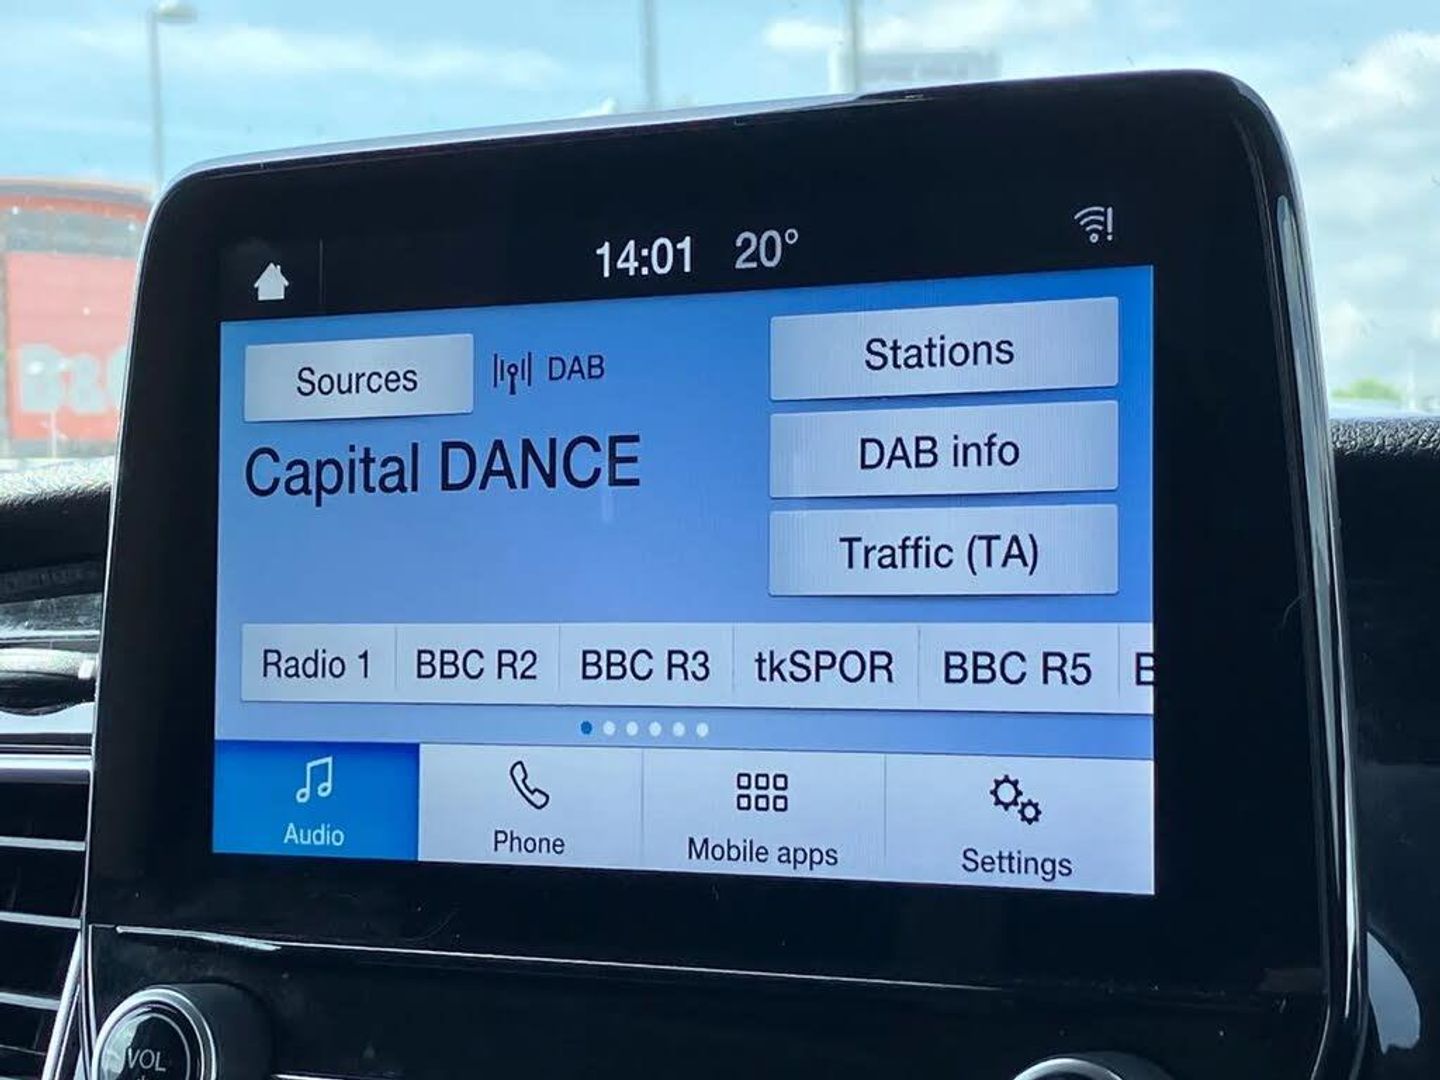 14:01 20°
Sources DAB Stations
Capital DANCE
DAB info
Traffic (TA)
Radio 1 BBC R2 BBC R3 tkSPOR BBC R5 B
Audio Phone Mobile apps Settings
VOL
B&Q